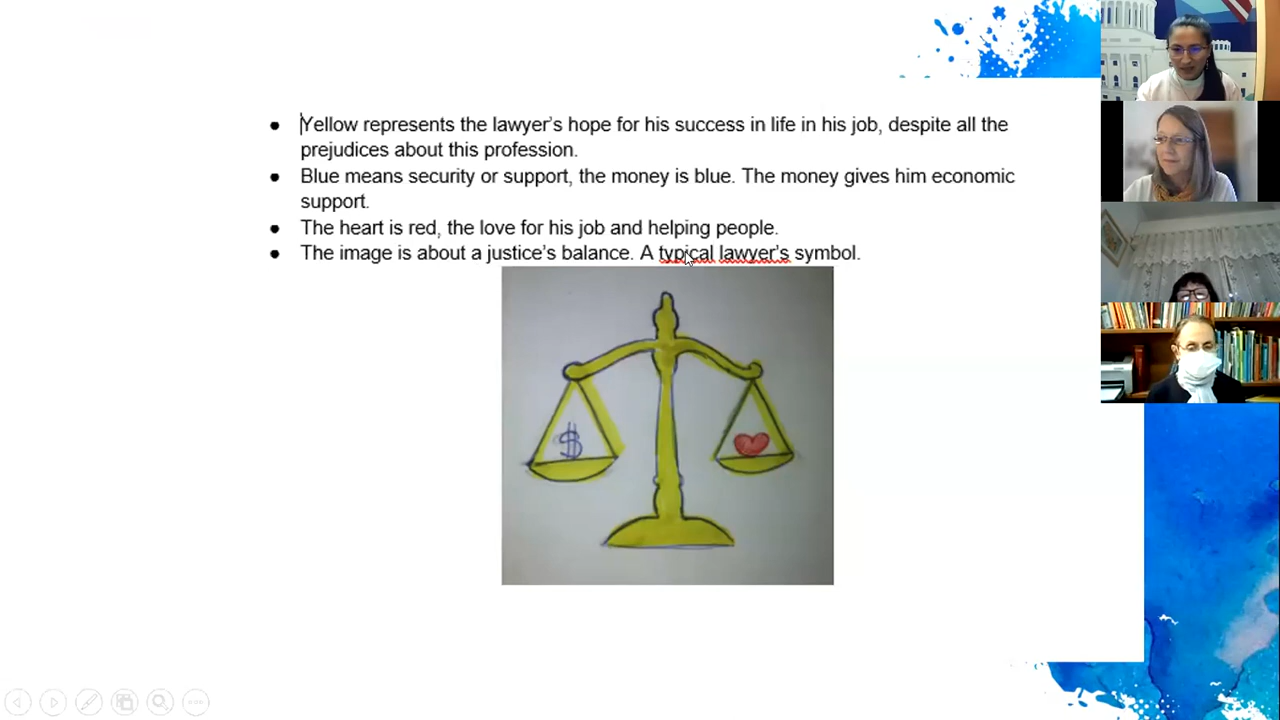 Yellow represents the lawyer's hope for his success in life in his job, despite all the
prejudices about this profession.
Blue means security or support, the money is blue. The money gives him economic
support.
The heart is red, the love for his job and helping people.
The image is about a justice's balance. A typical lawyer's symbol.
$